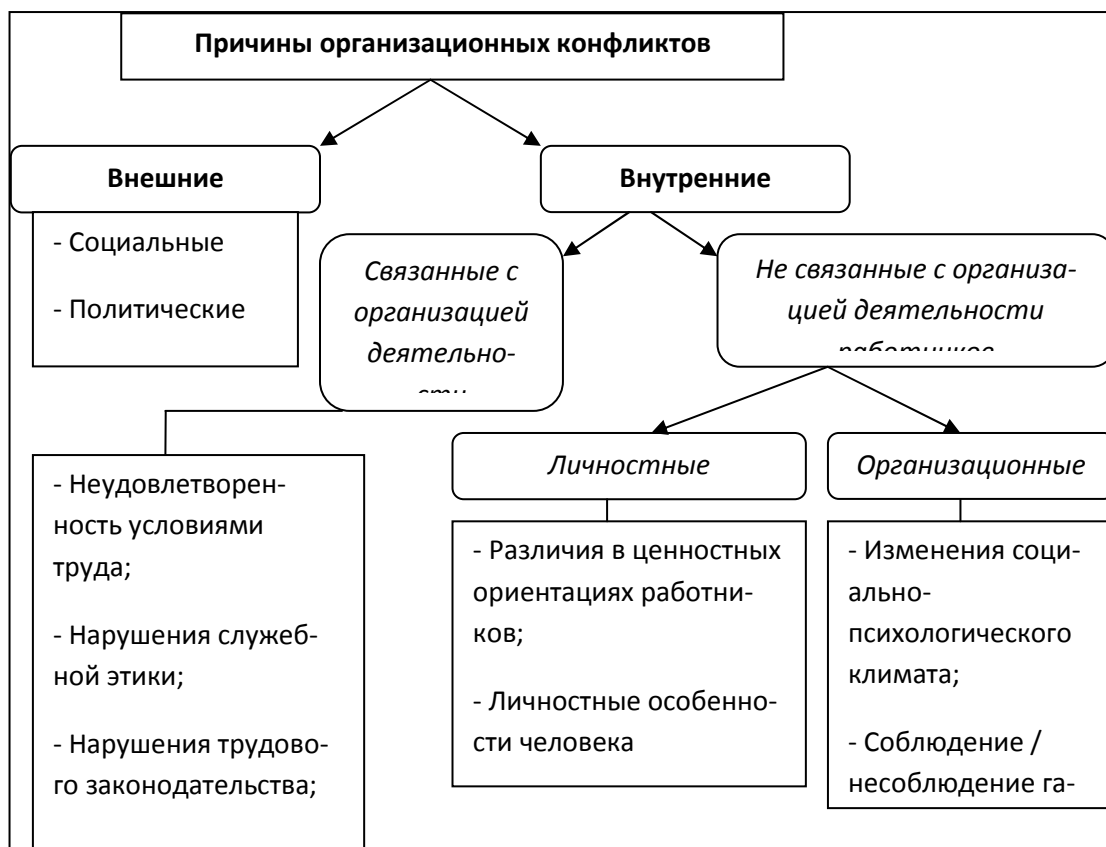 Причины организационных конфликтов
Внешние
- Социальные
- Политические
Внутренние
Связанные с
организацией
деятельно-
сти
Не связанные с организа-
цией деятельности
работников
- Неудовлетворен-
ность условиями
труда;
- Нарушения служеб-
ной этики;
- Нарушения трудово-
го законодательства;
Личностные
- Различия в ценностных
ориентациях работни-
ков;
- Личностные особенно-
сти человека
Организационные
- Изменения соци-
ально-
психологического
климата;
- Соблюдение /
несоблюдение га-